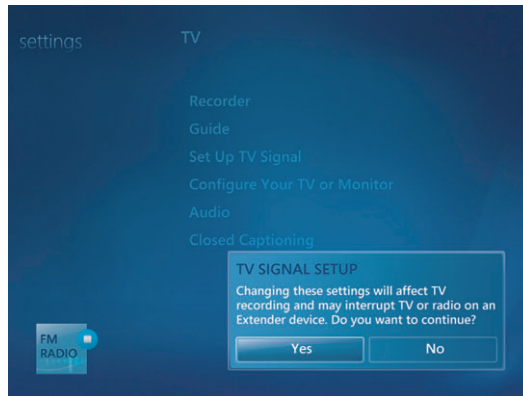 settings
TV
Recorder
Guide
Set Up TV Signal
Configure Your TV or Monitor
Audio
Closed Captioning
TV SIGNAL SETUP
Changing these settings will affect TV
recording and may interrupt TV or radio on an
Extender device. Do you want to continue?
Yes
No
FM
RADIO